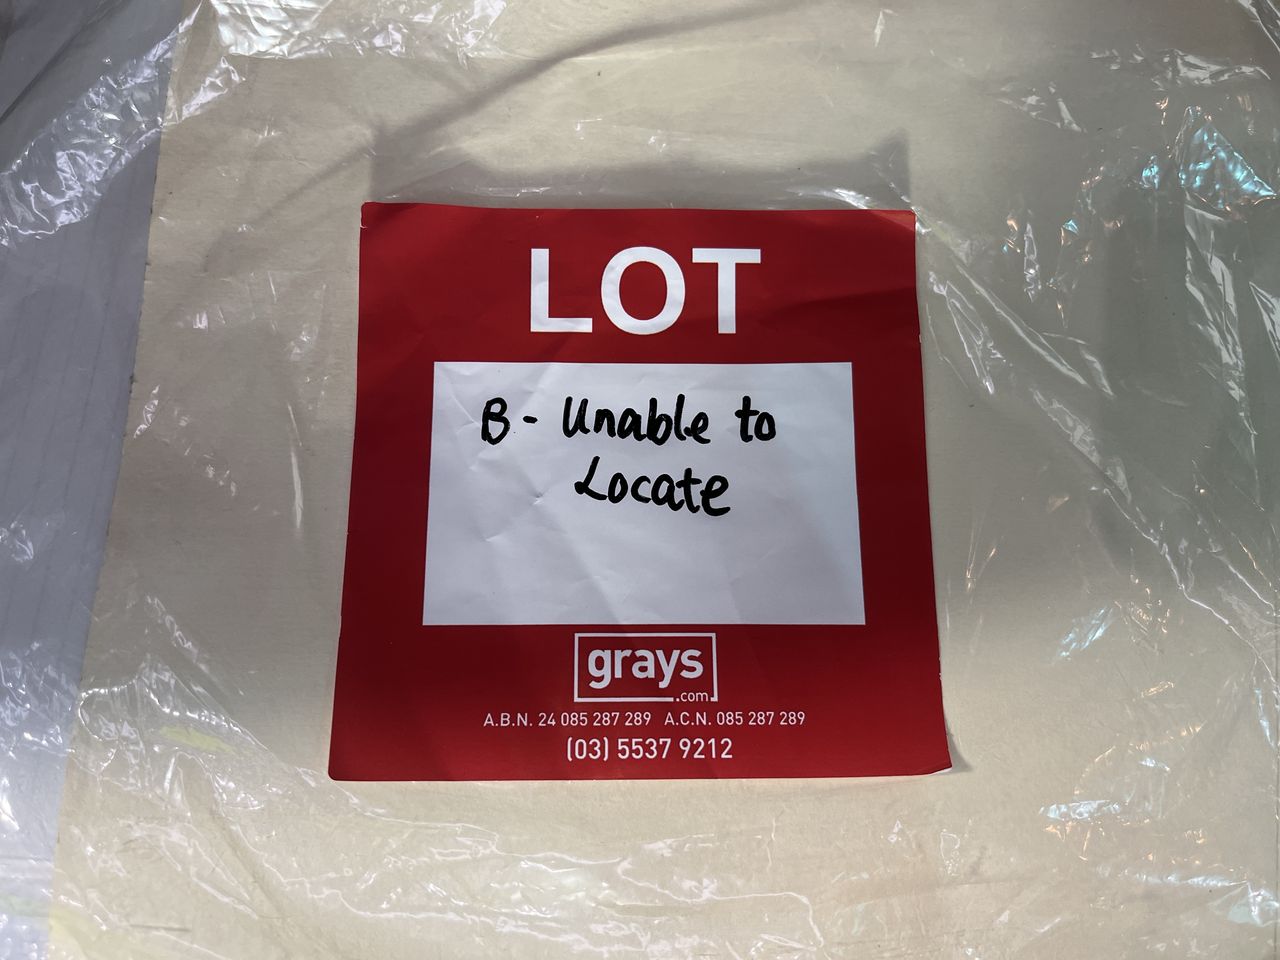 LOT
B - Unable to
Locate
grays
.com
A.B.N. 24 085 287 289 A.C.N. 085 287 289
(03) 5537 9212